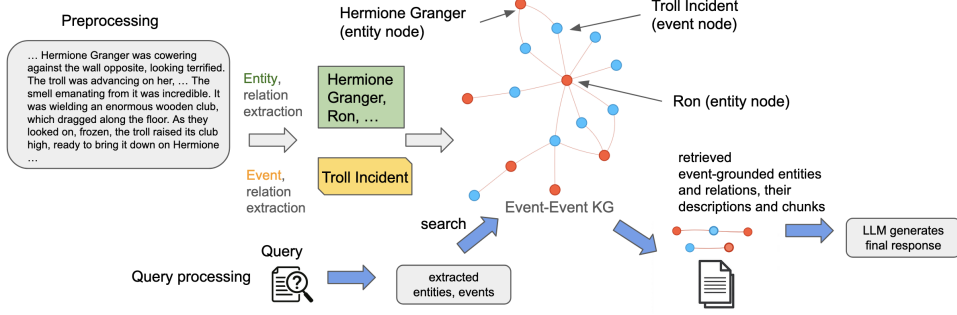 Preprocessing
... Hermione Granger was cowering
against the wall opposite, looking terrified.
The troll was advancing on her, ... The
smell emanating from it was incredible. It
was wielding an enormous wooden club,
which dragged along the floor. As they
looked on, frozen, the troll raised its club
high, ready to bring it down on Hermione
...
Entity,
relation
extraction
Hermione
Granger,
Ron, ...
Event,
relation
extraction
Troll Incident
Hermione Granger
(entity node)
Troll Incident
(event node)
Ron (entity node)
Event-Event KG
Query processing
Query
extracted
entities, events
search
retrieved
event-grounded entities
and relations, their
descriptions and chunks
LLM generates
final response